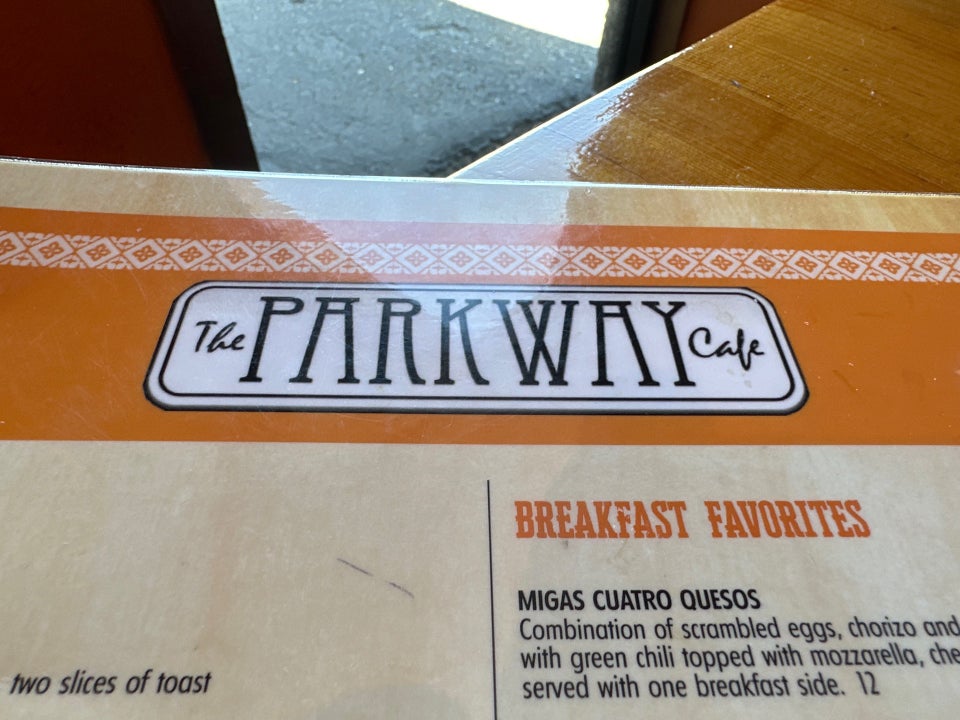 The PARKWAY Cafe
BREAKFAST FAVORITES
MIGAS CUATRO QUESOS
Combination of scrambled eggs, chorizo and
with green chili topped with mozzarella, che
served with one breakfast side. 12
two slices of toast